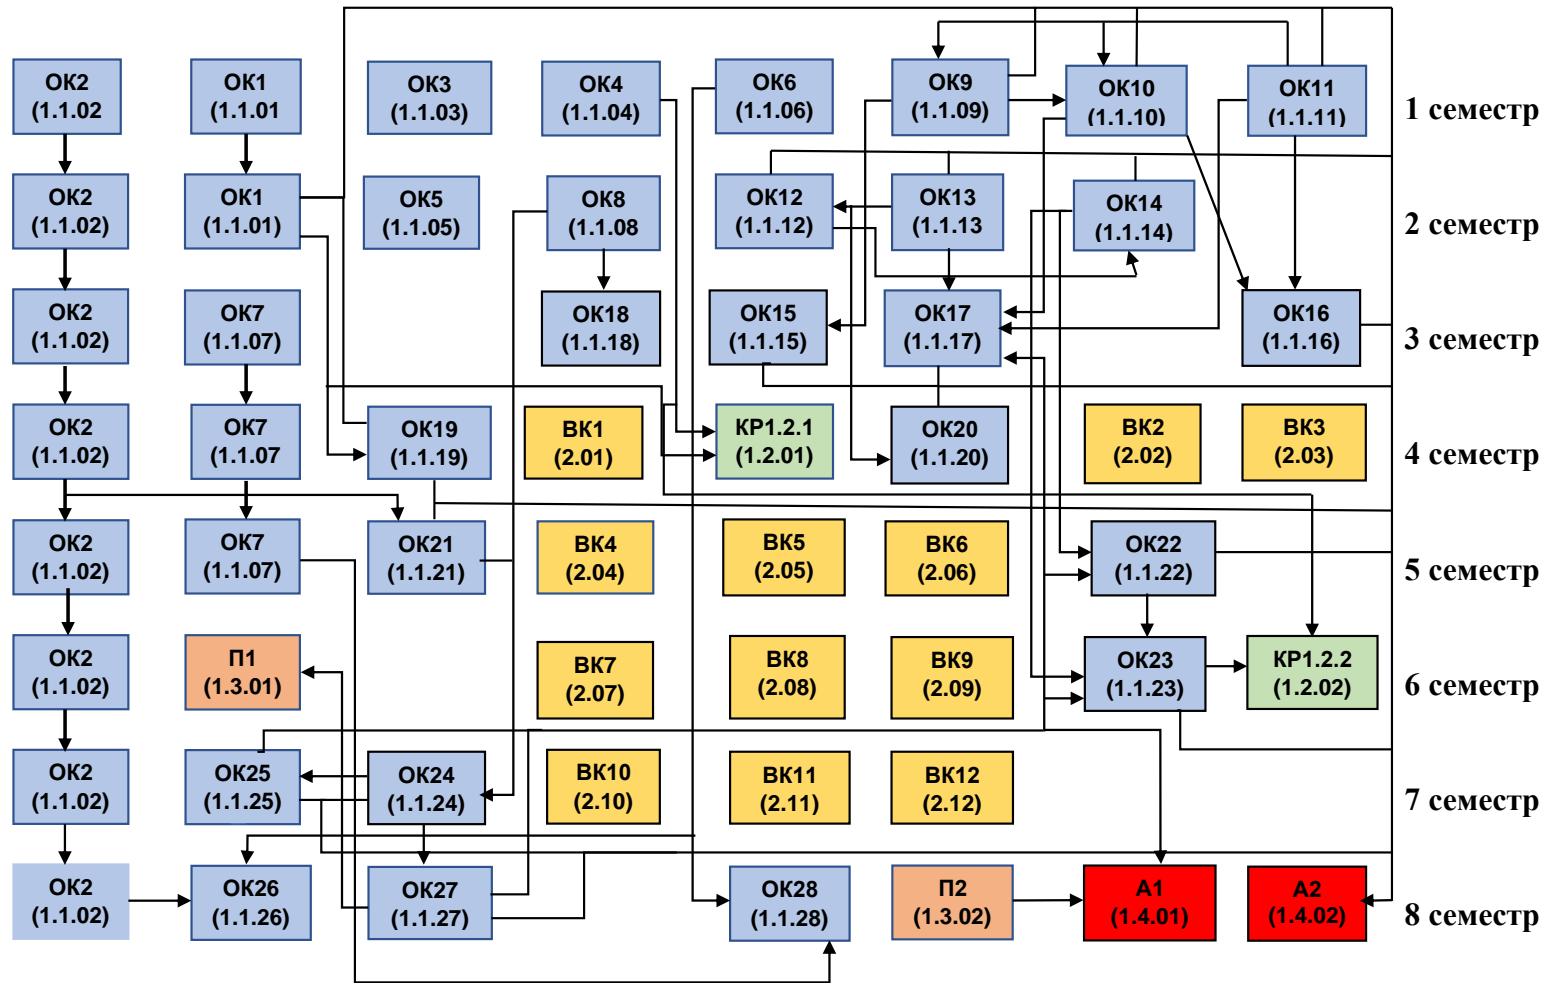 ОК2
(1.1.02
ОК1
(1.1.01
ОК3
(1.1.03)
ОК4
(1.1.04)
ОК6
(1.1.06)
ОК9
(1.1.09)
ОК10
(1.1.10)
ОК11
(1.1.11)
1 семестр
ОК2
(1.1.02)
ОК1
(1.1.01)
ОК5
(1.1.05)
ОК8
(1.1.08
ОК12
(1.1.12)
ОК13
(1.1.13
ОК14
(1.1.14)
2 семестр
ОК2
(1.1.02)
ОК7
(1.1.07)
ОК18
(1.1.18)
ОК15
(1.1.15)
ОК17
(1.1.17)
ОК16
(1.1.16)
3 семестр
ОК2
(1.1.02)
ОК7
(1.1.07
ОК19
(1.1.19)
ВК1
(2.01)
КР1.2.1
(1.2.01)
ОК20
(1.1.20)
ВК2
(2.02)
ВК3
(2.03)
4 семестр
ОК2
(1.1.02)
ОК7
(1.1.07)
ОК21
(1.1.21)
ВК4
(2.04)
ВК5
(2.05)
ВК6
(2.06)
ОК22
(1.1.22)
5 семестр
ОК2
(1.1.02)
П1
(1.3.01)
ВК7
(2.07)
ВК8
(2.08)
ВК9
(2.09)
ОК23
(1.1.23)
КР1.2.2
(1.2.02)
6 семестр
ОК2
(1.1.02)
ОК25
(1.1.25)
ОК24
(1.1.24)
ВК10
(2.10)
ВК11
(2.11)
ВК12
(2.12)
7 семестр
ОК2
(1.1.02)
ОК26
(1.1.26)
ОК27
(1.1.27)
ОК28
(1.1.28)
П2
(1.3.02)
А1
(1.4.01)
А2
(1.4.02)
8 семестр